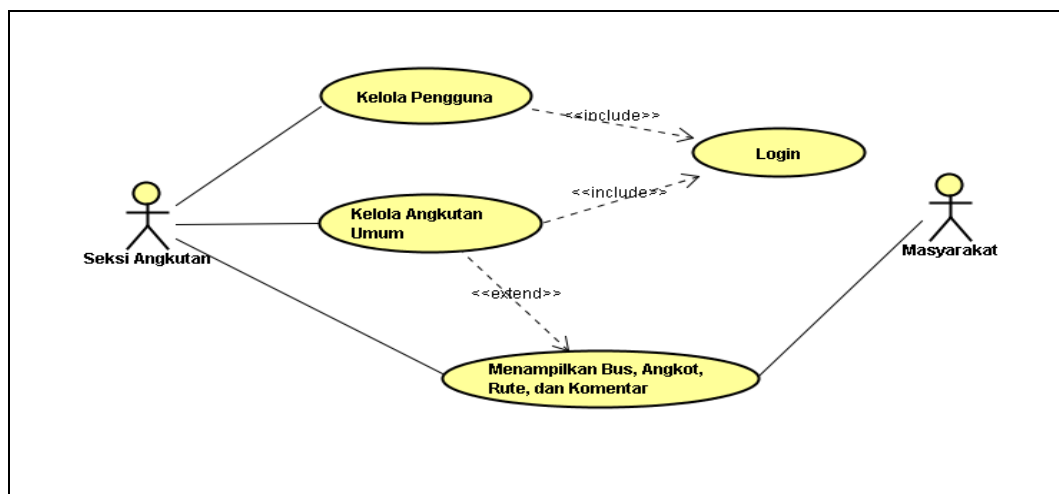 Kelola Pengguna
<<include>>
Login
<<include>>
Kelola Angkutan
Umum
Seksi Angkutan
Masyarakat
<<extend>>
Menampilkan Bus, Angkot,
Rute, dan Komentar